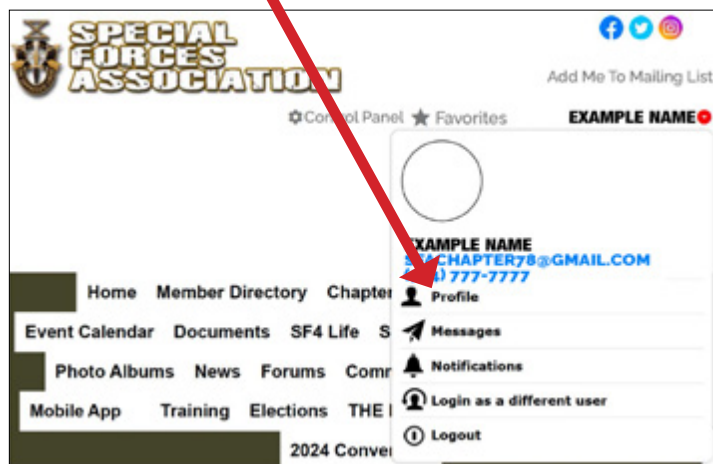 SPECIAL
FORCES
ASSOCIATION
Add Me To Mailing List
Control Panel Favorites EXAMPLE NAME
EXAMPLE NAME
SFACHAPTER78@GMAIL.COM
777-7777
Profile
Home Member Directory Chapter
Messages
Event Calendar Documents SF4 Life S
Notifications
Photo Albums News Forums Comm
Login as a different user
Mobile App Training Elections THE
Logout
2024 Conve